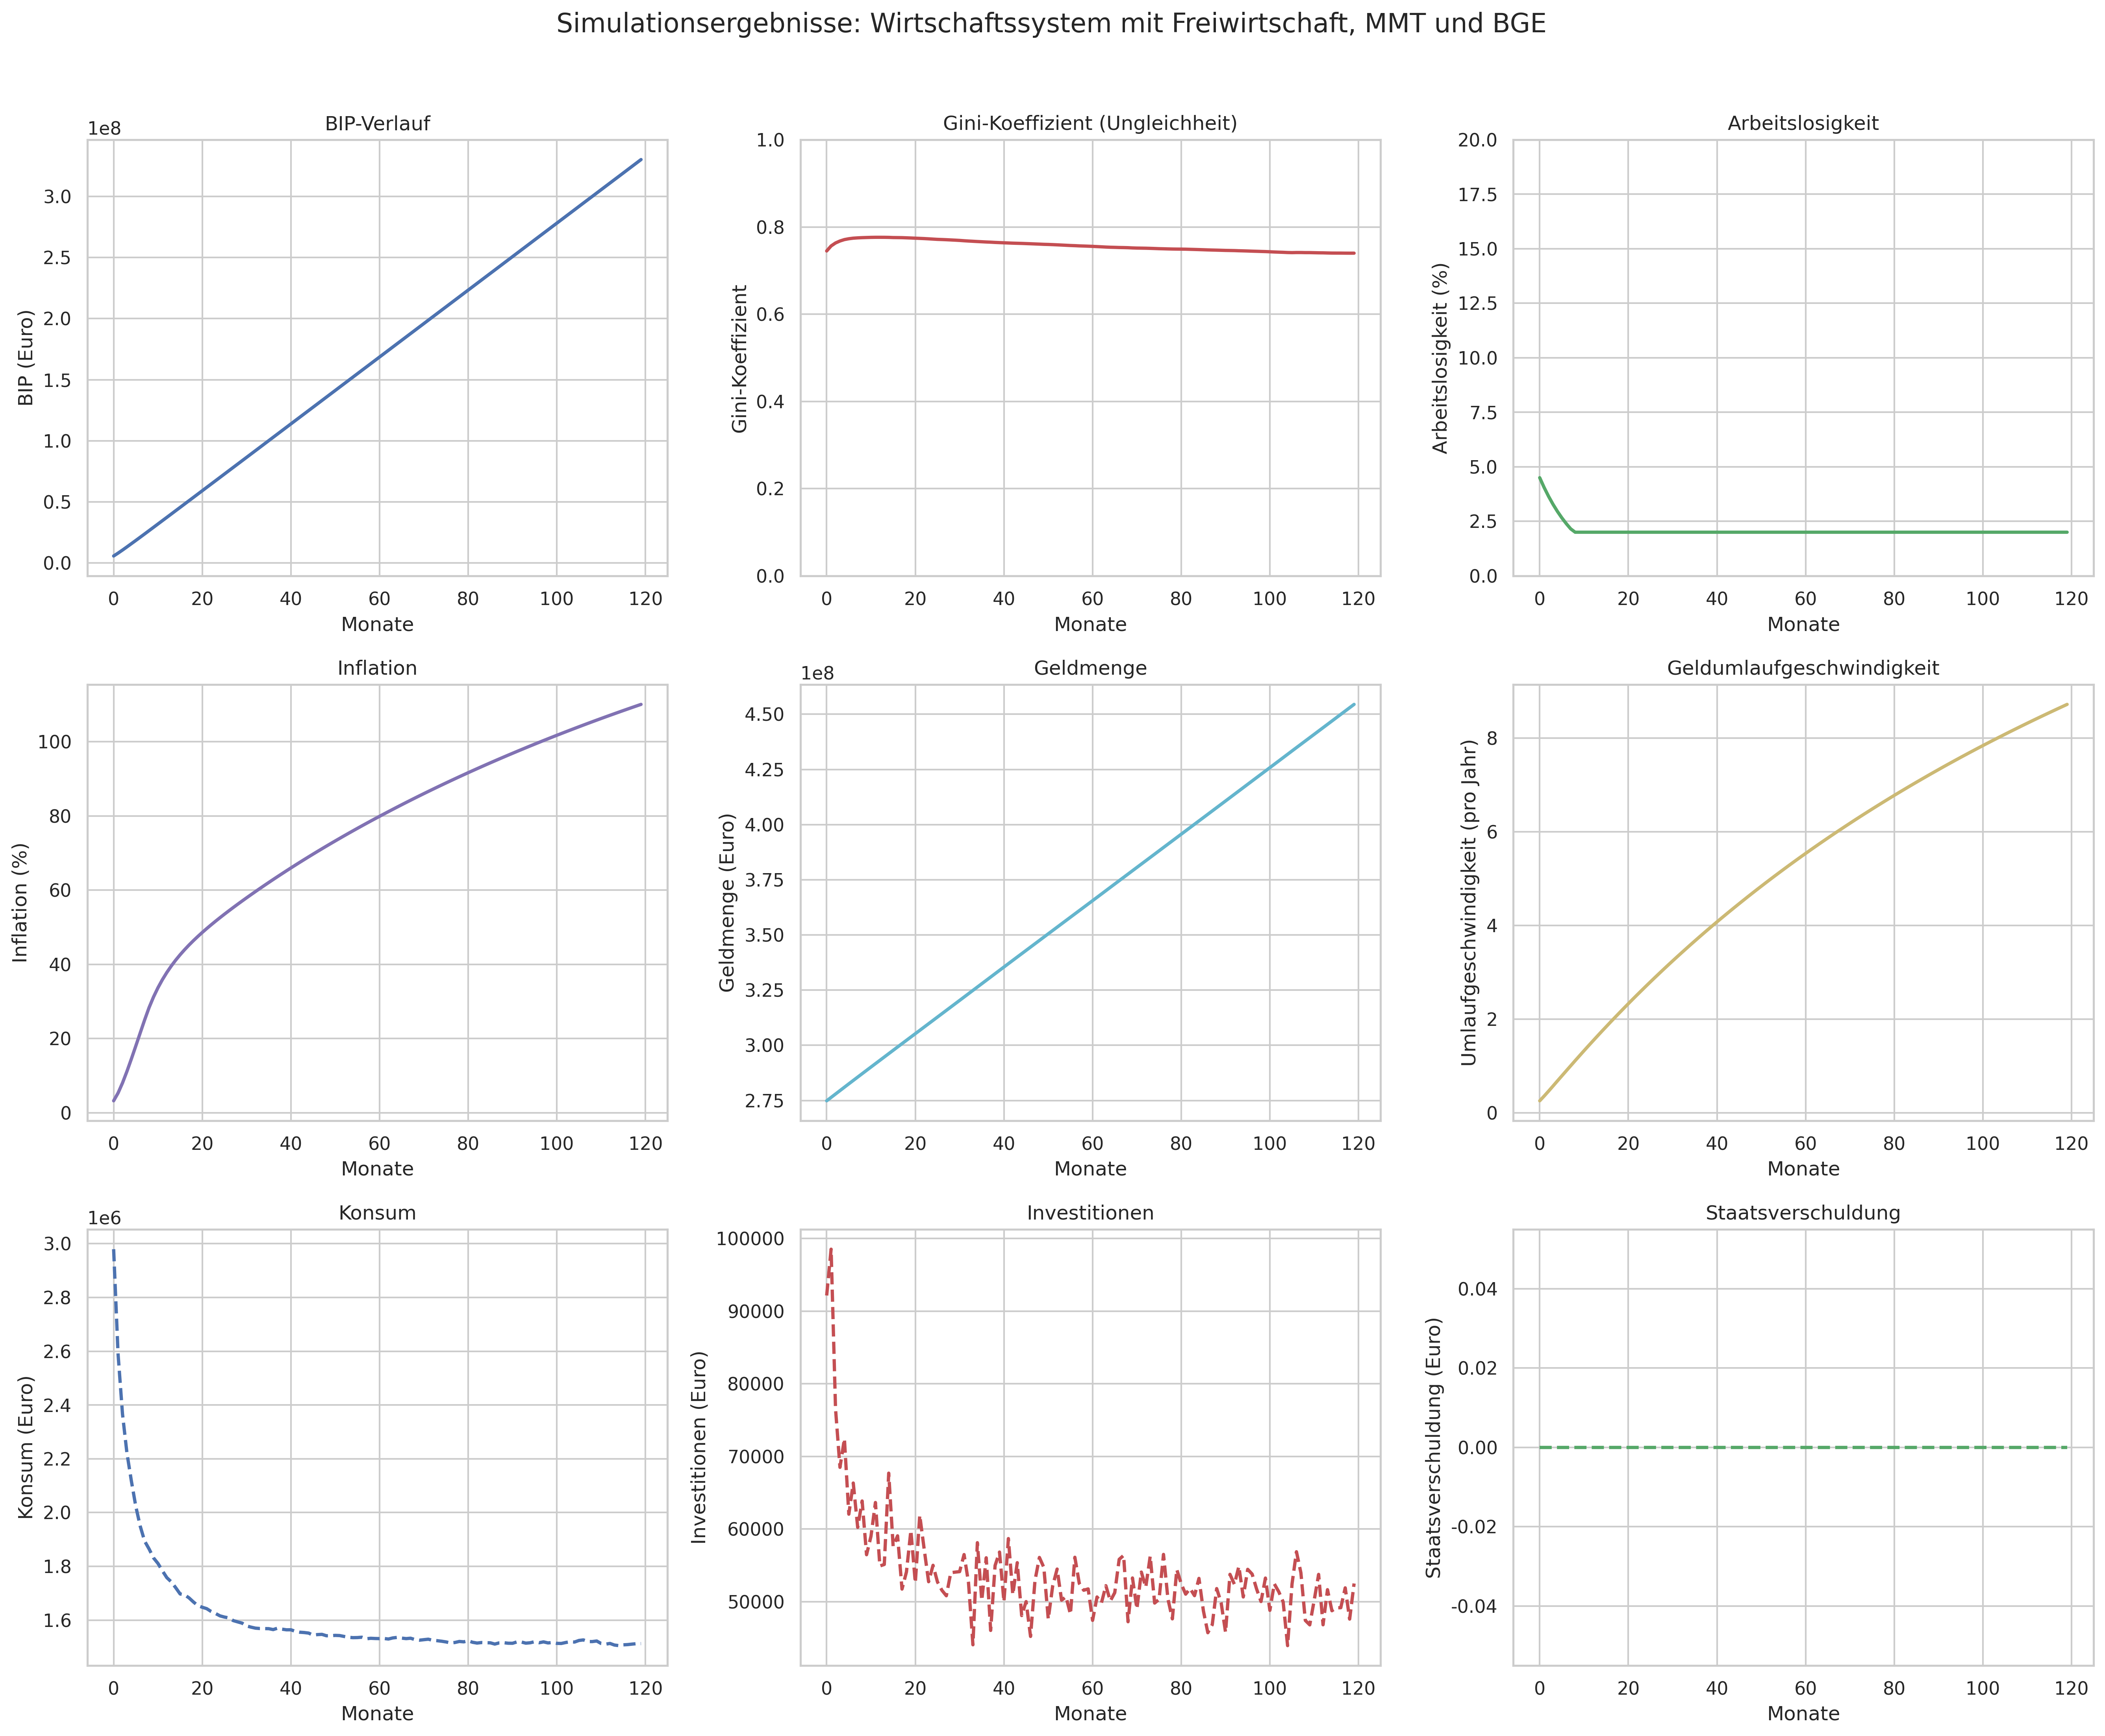 Simulationsergebnisse: Wirtschaftssystem mit Freiwirtschaft, MMT und BGE
BIP-Verlauf
1e8
BIP (Euro)
3.0
2.5
2.0
1.5
1.0
0.5
0.0
0 20 40 60 80 100 120
Monate
Gini-Koeffizient (Ungleichheit)
Gini-Koeffizient
1.0
0.8
0.6
0.4
0.2
0.0
0 20 40 60 80 100 120
Monate
Arbeitslosigkeit
Arbeitslosigkeit (%)
20.0
17.5
15.0
12.5
10.0
7.5
5.0
2.5
0.0
0 20 40 60 80 100 120
Monate
Inflation
Inflation (%)
100
80
60
40
20
0
0 20 40 60 80 100 120
Monate
Geldmenge
1e8
Geldmenge (Euro)
4.50
4.25
4.00
3.75
3.50
3.25
3.00
2.75
0 20 40 60 80 100 120
Monate
Geldumlaufgeschwindigkeit
Umlaufgeschwindigkeit (pro Jahr)
8
6
4
2
0
0 20 40 60 80 100 120
Monate
Konsum
1e6
Konsum (Euro)
3.0
2.8
2.6
2.4
2.2
2.0
1.8
1.6
0 20 40 60 80 100 120
Monate
Investitionen
Investitionen (Euro)
100000
90000
80000
70000
60000
50000
0 20 40 60 80 100 120
Monate
Staatsverschuldung
Staatsverschuldung (Euro)
0.04
0.02
0.00
-0.02
-0.04
0 20 40 60 80 100 120
Monate